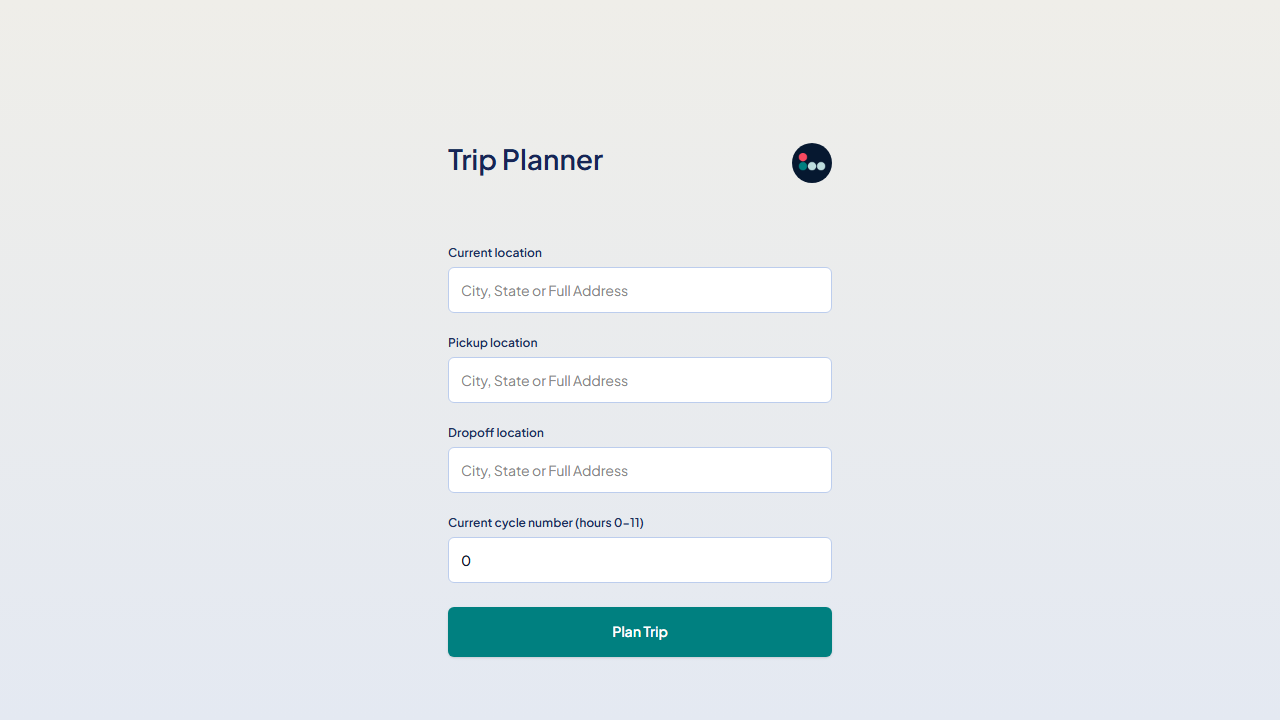 Trip Planner
Current location
City, State or Full Address
Pickup location
City, State or Full Address
Dropoff location
City, State or Full Address
Current cycle number (hours 0–11)
0
Plan Trip